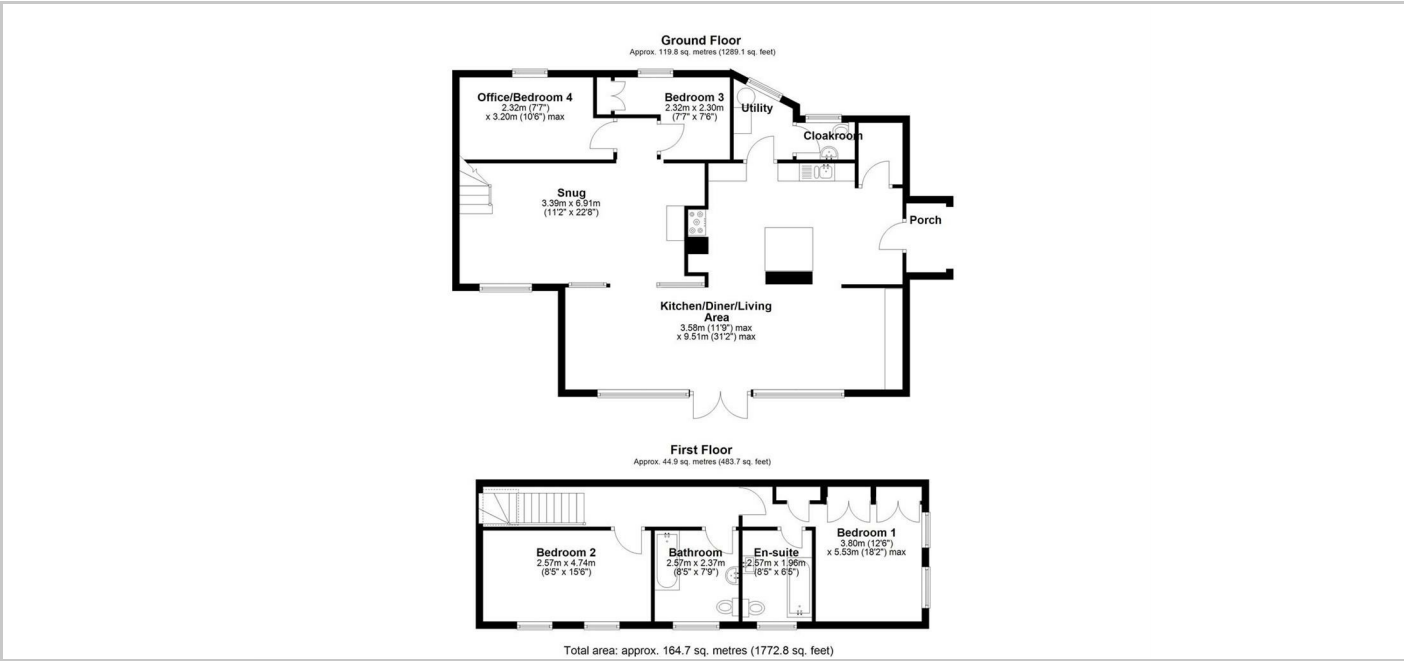 Ground Floor
Approx. 119.8 sq. metres (1289.1 sq. feet)
Office/Bedroom 4
2.32m (7'7")
x 3.20m (10'6") max
Bedroom 3
2.32m x 2.30m
(7'7" x 7'6")
Utility
Cloakroom
Snug
3.39m x 6.91m
(11'2" x 22'8")
Porch
Kitchen/Diner/Living
Area
3.58m (11'9") max
x 9.51m (31'2") max
First Floor
Approx. 44.9 sq. metres (483.7 sq. feet)
Bedroom 2
2.57m x 4.74m
(8'5" x 15'6")
Bathroom
2.57m x 2.37m
(8'5" x 7'9")
En-suite
2.57m x 1.96m
(8'5" x 6'5")
Bedroom 1
3.80m (12'6")
x 5.53m (18'2") max
Total area: approx. 164.7 sq. metres (1772.8 sq. feet)